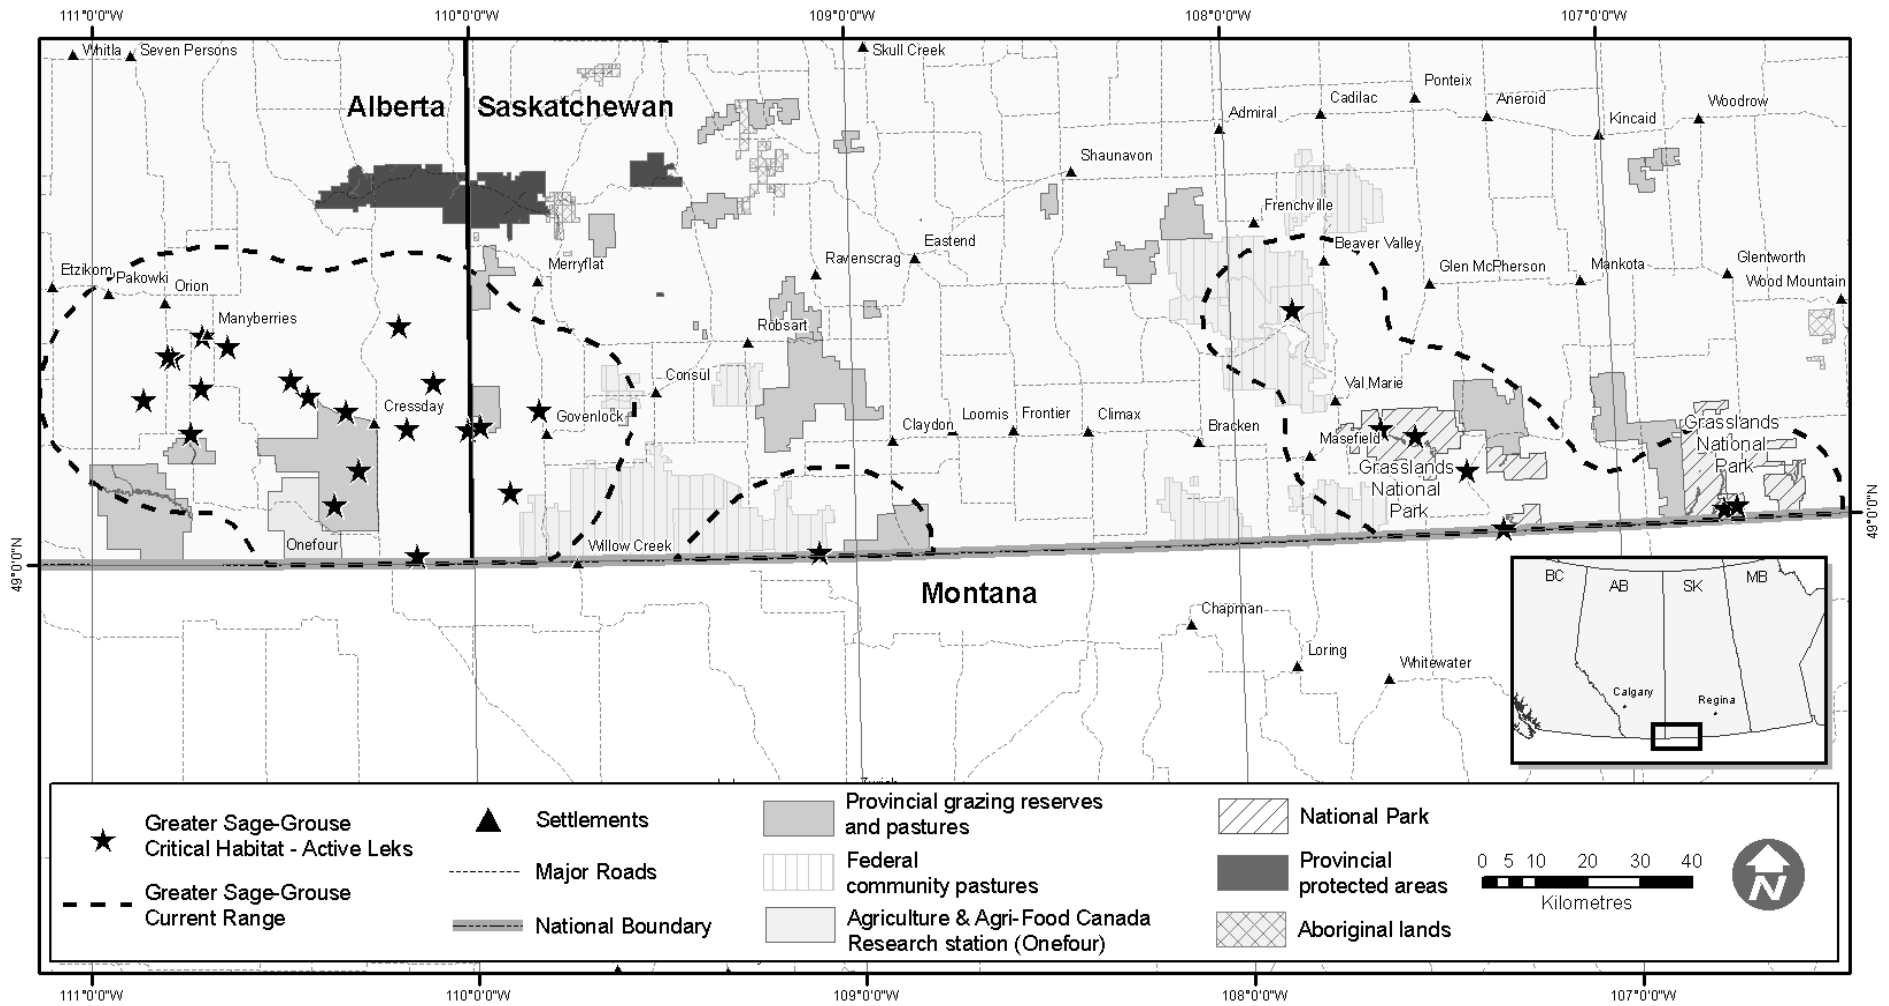 111°0'0"W
110°0'0"W
109°0'0"W
108°0'0"W
107°0'0"W
Whitla
Seven Persons
Skull Creek
Alberta
Saskatchewan
Ponteix
Cadilac
Aneroid
Woodrow
Admiral
Kincaid
Shaunavon
Frenchville
Eastend
Beaver Valley
Ravenscrag
Merryflat
Glen McPherson
Mankota
Glentworth
Wood Mountain
Etzikom
Pakowki
Orion
Manyberries
Robsart
Consul
Val Marie
Cressday
Govenlock
Claydon
Loomis
Frontier
Climax
Bracken
Masefield
Grasslands
National
Park
Grasslands
National
Park
49°0'0"N
49°0'0"N
Onefour
Willow Creek
Montana
Chapman
Loring
Whitewater
BC
AB
SK
MB
Calgary
Regina
Greater Sage-Grouse
Critical Habitat - Active Leks
Greater Sage-Grouse
Current Range
Settlements
Major Roads
National Boundary
Provincial grazing reserves
and pastures
Federal
community pastures
Agriculture & Agri-Food Canada
Research station (Onefour)
National Park
Provincial
protected areas
Aboriginal lands
0 5 10 20 30 40
Kilometres
N
111°0'0"W
110°0'0"W
109°0'0"W
108°0'0"W
107°0'0"W